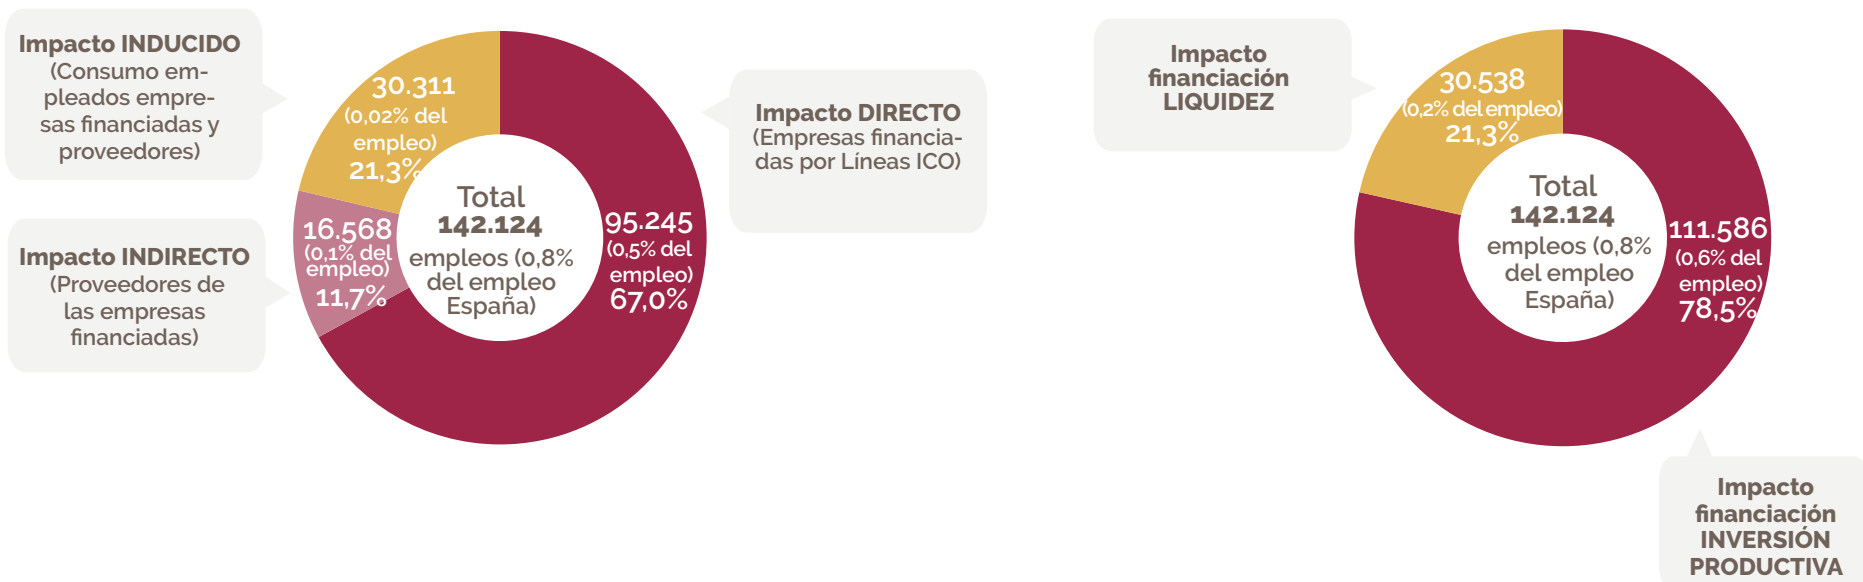 Impacto INDUCIDO
(Consumo em-
pleados empre-
sas financiadas y
proveedores)
30.311
(0,02% del
empleo)
21,3%
Impacto DIRECTO
(Empresas financia-
das por Líneas ICO)
Impacto INDIRECTO
(Proveedores de
las empresas
financiadas)
16.568
(0,1% del
empleo)
11,7%
Total
142.124
empleos (0,8%
del empleo
España)
95.245
(0,5% del
empleo)
67,0%
Impacto
financiación
LIQUIDEZ
30.538
(0,2% del empleo)
21,3%
Total
142.124
empleos (0,8%
del empleo
España)
111.586
(0,6% del
empleo)
78,5%
Impacto
financiación
INVERSIÓN
PRODUCTIVA